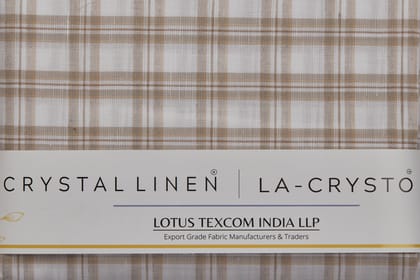 CRYSTAL LINEN® | LA-CRYSTO®
LOTUS TEXCOM INDIA LLP
Export Grade Fabric Manufacturers & Traders